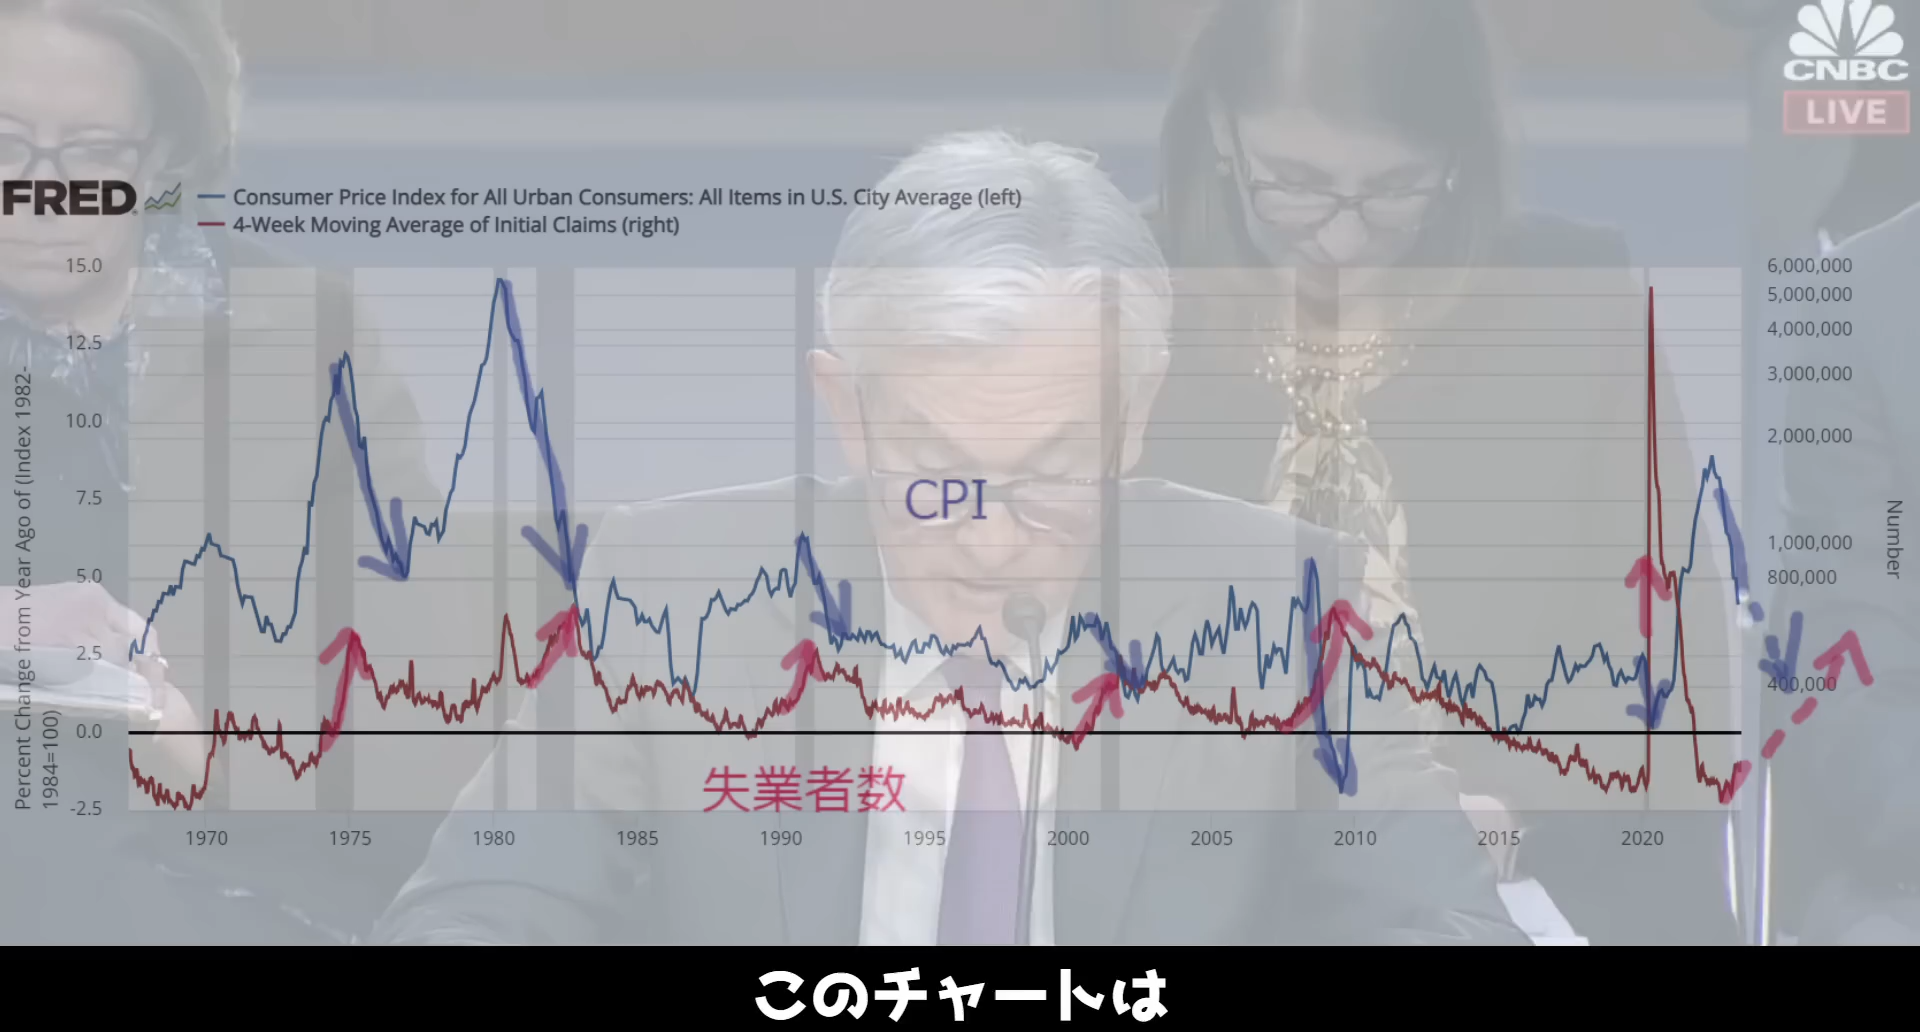 CNBC
LIVE
FRED
Consumer Price Index for All Urban Consumers: All Items in U.S. City Average (left)
4-Week Moving Average of Initial Claims (right)
15.0
12.5
10.0
7.5
5.0
2.5
0.0
-2.5
Percent Change from Year Ago of (Index 1982-
1984=100)
6,000,000
5,000,000
4,000,000
3,000,000
2,000,000
1,000,000
800,000
400,000
Number
CPI
失業者数
1970
1975
1980
1985
1990
1995
2000
2005
2010
2015
2020
このチャートは